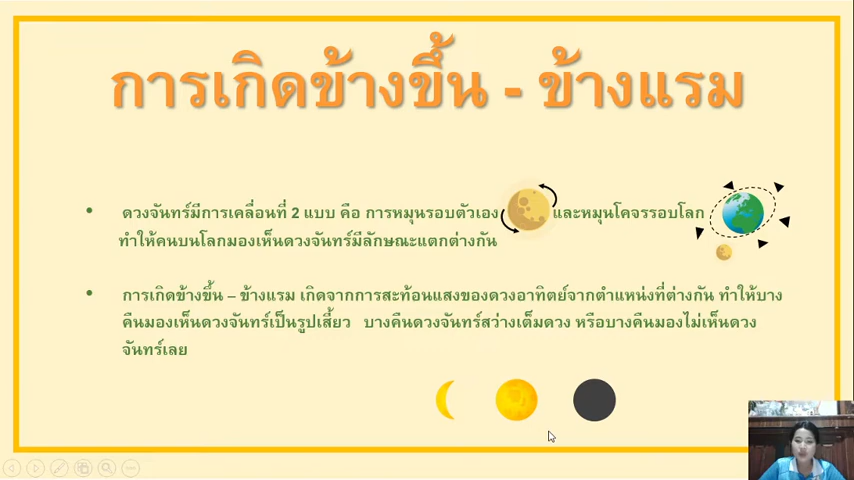 การเกิดข้างขึ้น - ข้างแรม
• ดวงจันทร์มีการเคลื่อนที่ 2 แบบ คือ การหมุนรอบตัวเอง และหมุนโคจรรอบโลก
ทำให้คนบนโลกมองเห็นดวงจันทร์มีลักษณะแตกต่างกัน
• การเกิดข้างขึ้น – ข้างแรม เกิดจากการสะท้อนแสงของดวงอาทิตย์จากตำแหน่งที่ต่างกัน ทำให้บาง
คืนมองเห็นดวงจันทร์เป็นรูปเสี้ยว บางคืนดวงจันทร์สว่างเต็มดวง หรือบางคืนมองไม่เห็นดวง
จันทร์เลย